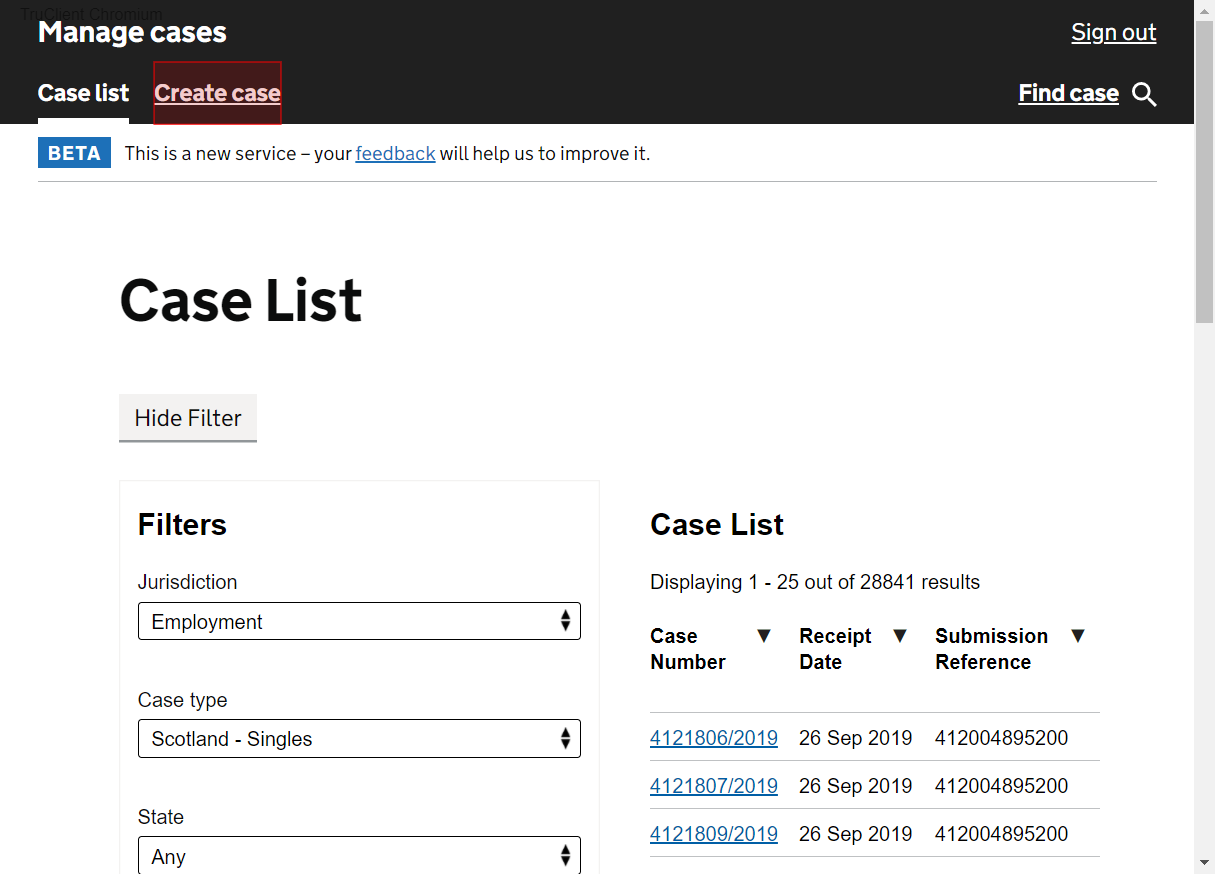 TruClient Chromium
Manage cases
Sign out
Case list
Create case
Find case
BETA
This is a new service – your feedback will help us to improve it.
Case List
Hide Filter
Filters
Jurisdiction
Employment
Case type
Scotland - Singles
State
Any
Case List
Displaying 1 - 25 out of 28841 results
Case Number ▼ Receipt Date ▼ Submission Reference ▼
4121806/2019 26 Sep 2019 412004895200
4121807/2019 26 Sep 2019 412004895200
4121809/2019 26 Sep 2019 412004895200